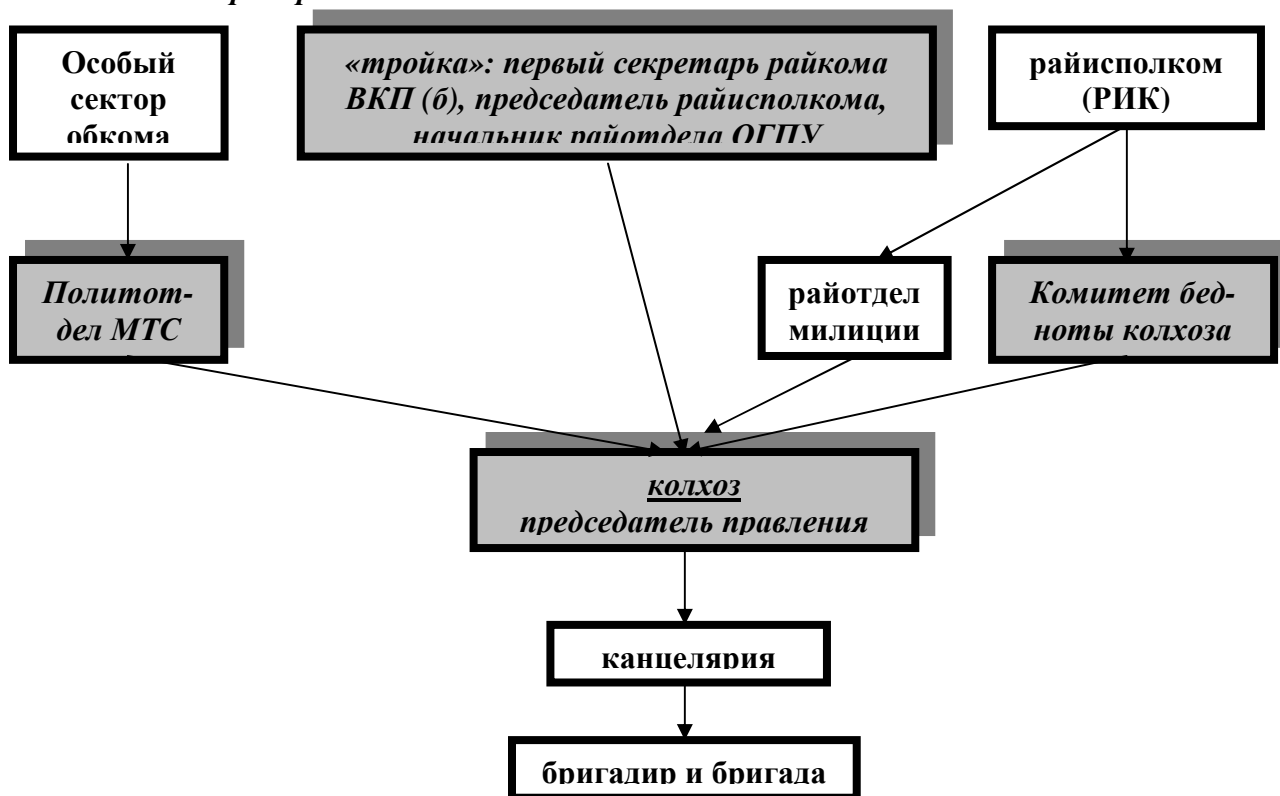 Особый
сектор
обкома
«тройка»: первый секретарь райкома
ВКП (б), председатель райисполкома,
начальник райотдела ОГПУ
райисполком
(РИК)
Политот-
дел МТС
райотдел
милиции
Комитет бед-
ноты колхоза
колхоз
председатель правления
канцелярия
бригадир и бригада